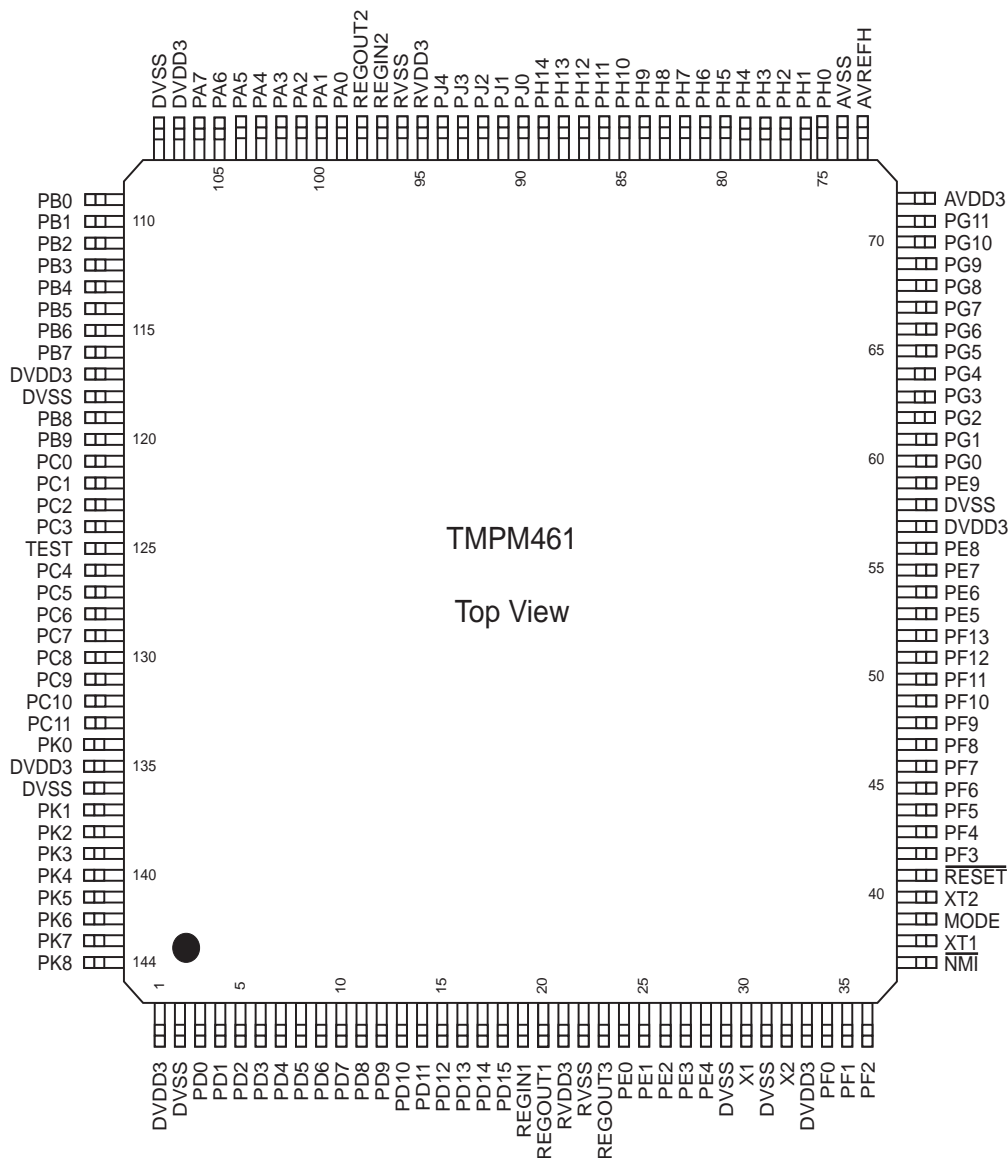 DVSS
DVDD3
PA7
PA6
PA5
PA4
PA3
PA2
PA1
PA0
REGOUT2
REGIN2
RVSS
RVDD3
PJ4
PJ3
PJ2
PJ1
PJ0
PH14
PH13
PH12
PH11
PH10
PH9
PH8
PH7
PH6
PH5
PH4
PH3
PH2
PH1
PH0
AVSS
AVREFH
105
100
95
90
85
80
75
PB0
PB1
PB2
PB3
PB4
PB5
PB6
PB7
DVDD3
DVSS
PB8
PB9
PC0
PC1
PC2
PC3
TEST
PC4
PC5
PC6
PC7
PC8
PC9
PC10
PC11
PK0
DVDD3
DVSS
PK1
PK2
PK3
PK4
PK5
PK6
PK7
PK8
110
115
120
125
130
135
140
144
TMPM461
Top View
70
65
60
55
50
45
40
AVDD3
PG11
PG10
PG9
PG8
PG7
PG6
PG5
PG4
PG3
PG2
PG1
PG0
PE9
DVSS
DVDD3
PE8
PE7
PE6
PE5
PF13
PF12
PF11
PF10
PF9
PF8
PF7
PF6
PF5
PF4
PF3
RESET
XT2
MODE
XT1
NMI
1
5
10
15
20
25
30
35
DVDD3
DVSS
PD0
PD1
PD2
PD3
PD4
PD5
PD6
PD7
PD8
PD9
PD10
PD11
PD12
PD13
PD14
PD15
REGIN1
REGOUT1
RVDD3
RVSS
REGOUT3
PE0
PE1
PE2
PE3
PE4
DVSS
X1
DVSS
X2
DVDD3
PF0
PF1
PF2